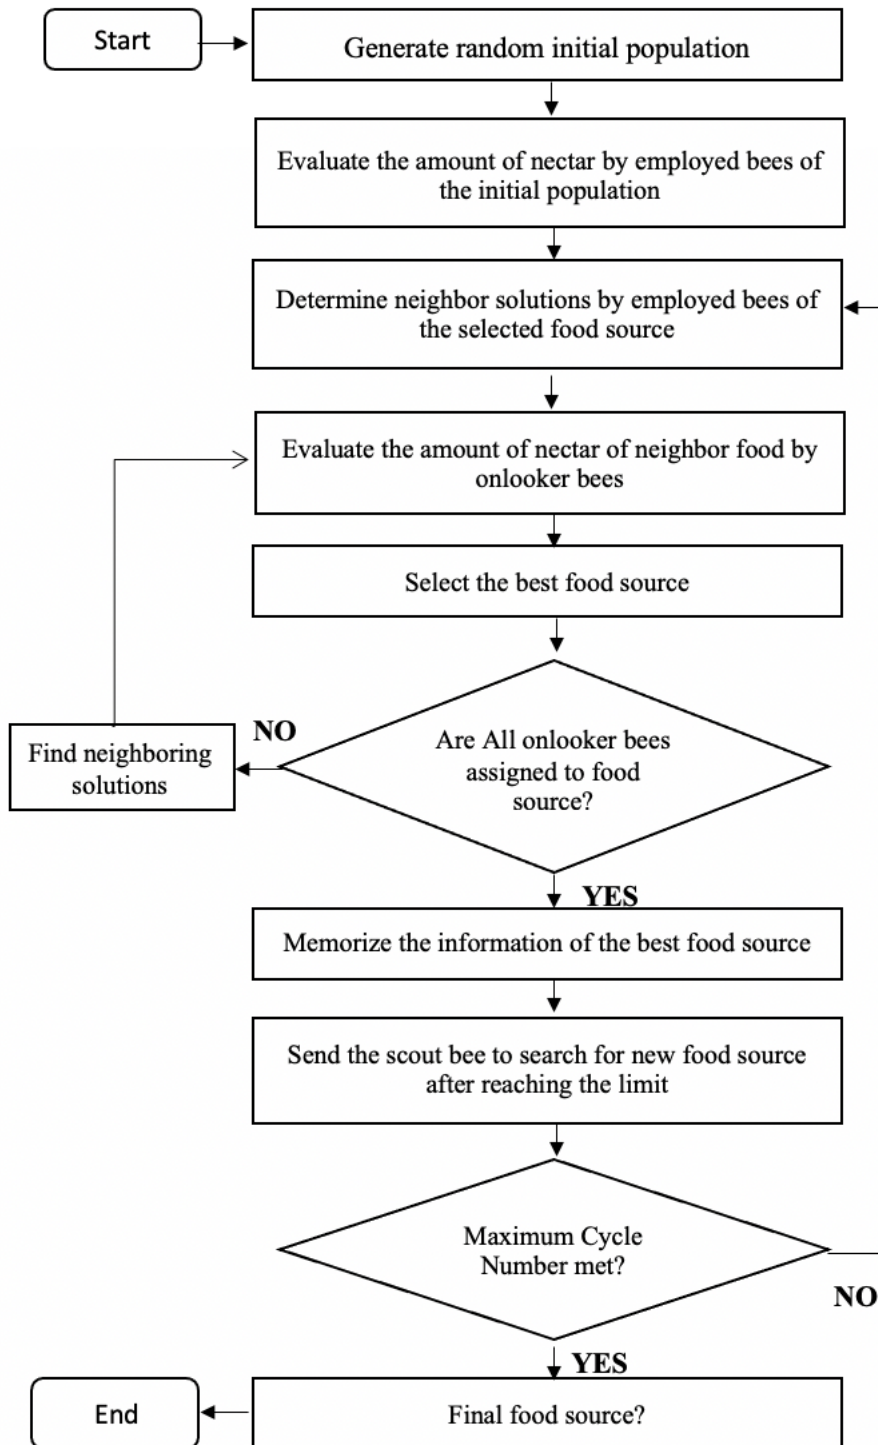 Start
Generate random initial population
Evaluate the amount of nectar by employed bees of
the initial population
Determine neighbor solutions by employed bees of
the selected food source
Evaluate the amount of nectar of neighbor food by
onlooker bees
Select the best food source
NO
Find neighboring
solutions
Are All onlooker bees
assigned to food
source?
YES
Memorize the information of the best food source
Send the scout bee to search for new food source
after reaching the limit
Maximum Cycle
Number met?
NO
YES
End
Final food source?